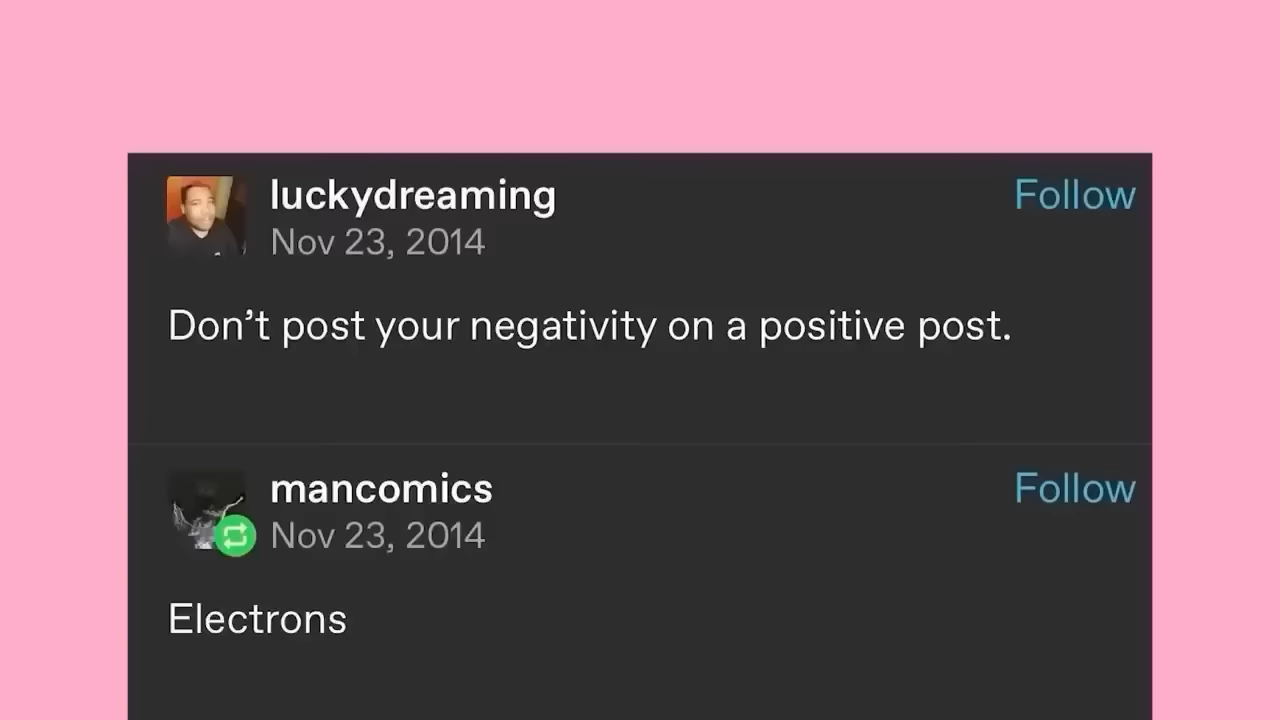 luckydreaming
Follow
Nov 23, 2014
Don’t post your negativity on a positive post.
mancomics
Follow
Nov 23, 2014
Electrons